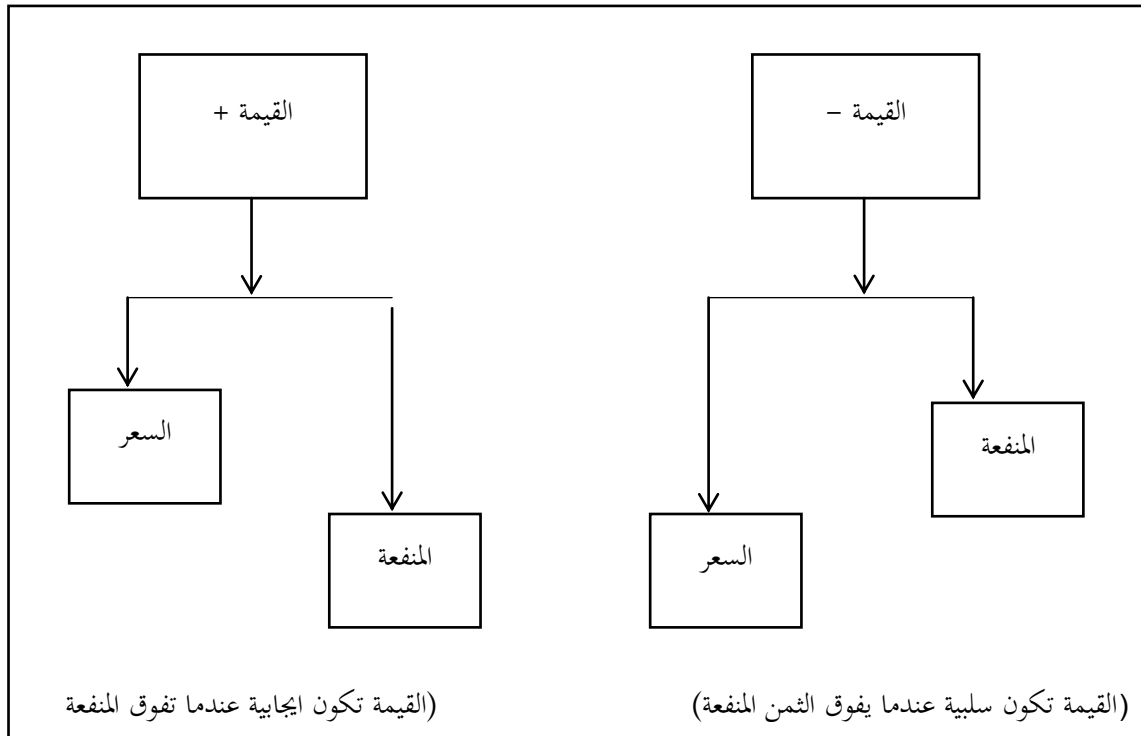 القيمة –
القيمة +
المنفعة
السعر
السعر
المنفعة
(القيمة تكون سلبية عندما يفوق الثمن المنفعة)
(القيمة تكون ايجابية عندما تفوق المنفعة